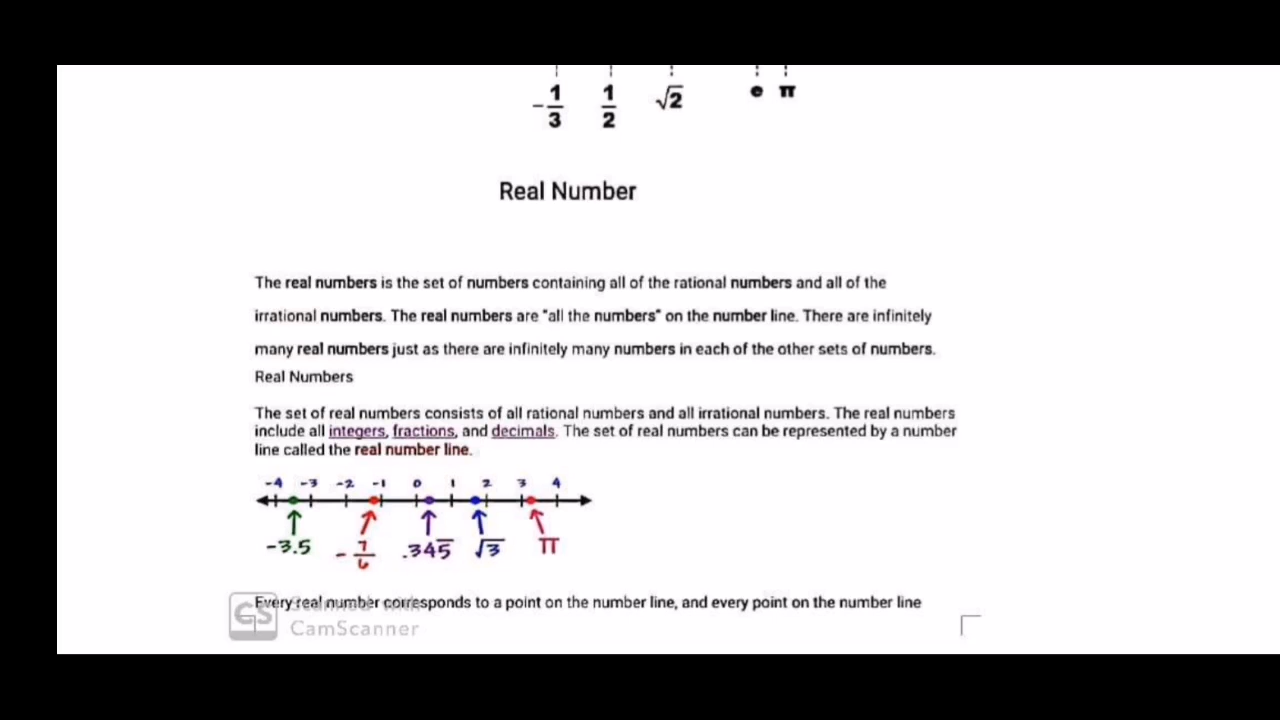 -1/3 1/2 √2 e π
Real Number
The real numbers is the set of numbers containing all of the rational numbers and all of the
irrational numbers. The real numbers are "all the numbers" on the number line. There are infinitely
many real numbers just as there are infinitely many numbers in each of the other sets of numbers.
Real Numbers
The set of real numbers consists of all rational numbers and all irrational numbers. The real numbers
include all integers, fractions, and decimals. The set of real numbers can be represented by a number
line called the real number line.
-4 -3 -2 -1 0 1 2 3 4
-3.5 -7/6 .345̅ √3 π
Every real number corresponds to a point on the number line, and every point on the number line
CS Scanned with
CamScanner